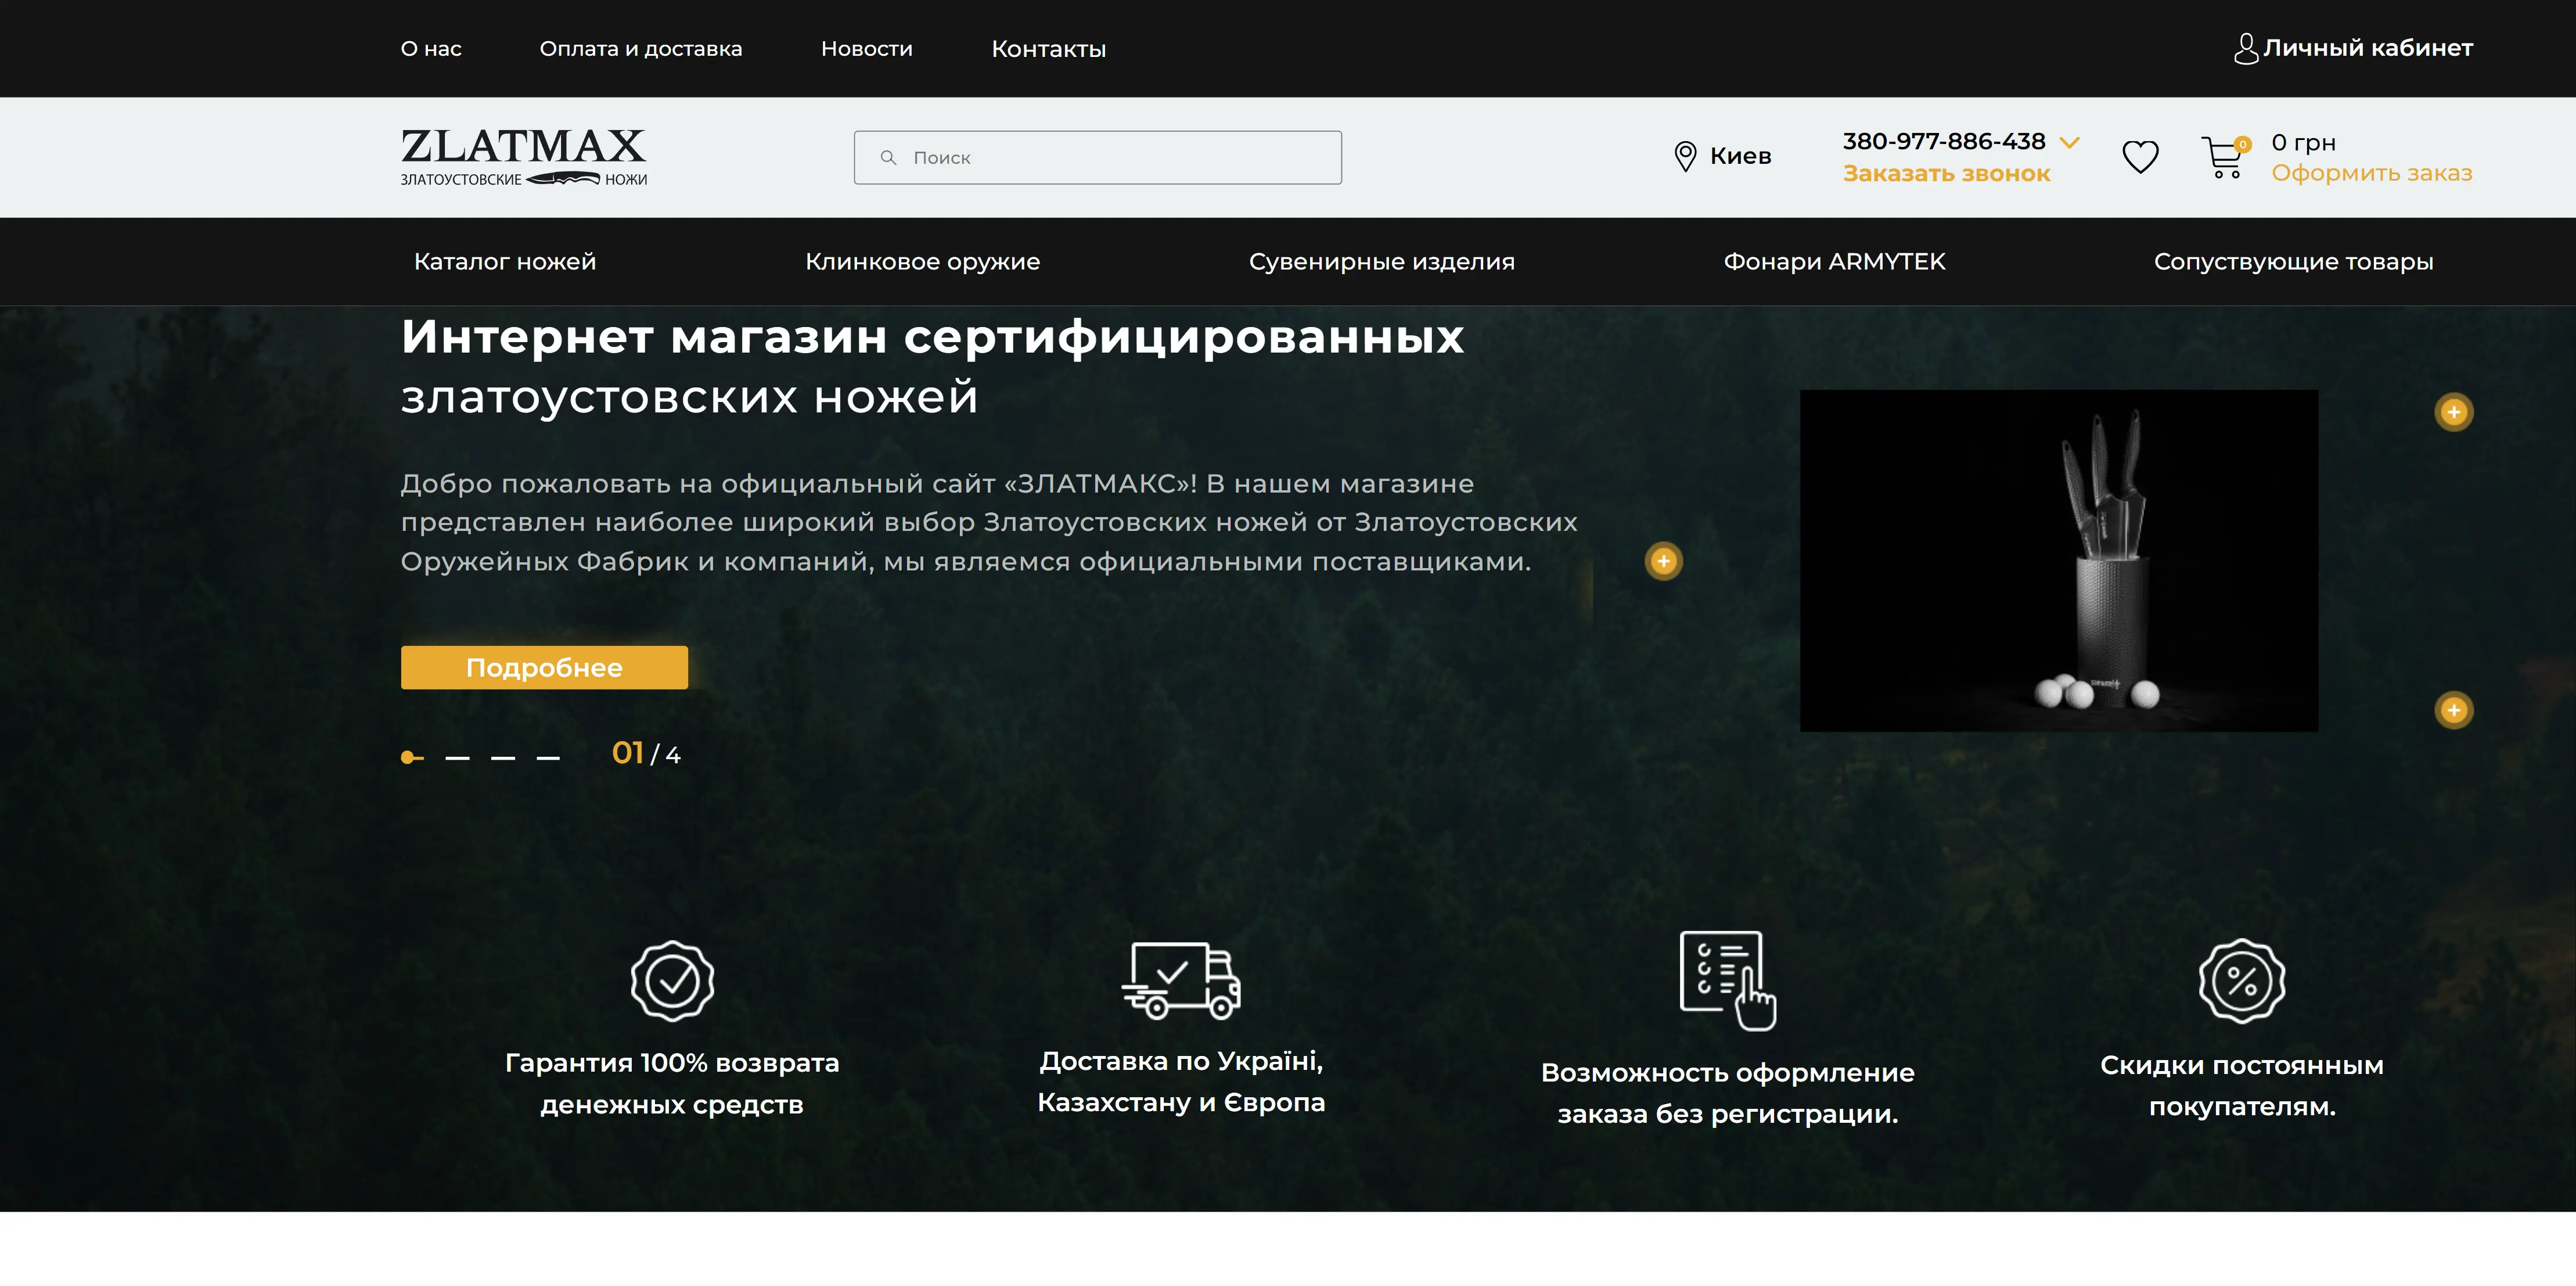 О нас Оплата и доставка Новости Контакты Личный кабинет
ZLATMAX
ЗЛАТОУСТОВСКИЕ НОЖИ
Поиск
Киев
380-977-886-438
Заказать звонок
0
0 грн
Оформить заказ
Каталог ножей Клинковое оружие Сувенирные изделия Фонари ARMYTEK Сопуствующие товары
Интернет магазин сертифицированных
златоустовских ножей
Добро пожаловать на официальный сайт «ЗЛАТМАКС»! В нашем магазине
представлен наиболее широкий выбор Златоустовских ножей от Златоустовских
Оружейных Фабрик и компаний, мы являемся официальными поставщиками.
Подробнее
01 / 4
Гарантия 100% возврата
денежных средств
Доставка по Україні,
Казахстану и Європа
Возможность оформление
заказа без регистрации.
Скидки постоянным
покупателям.